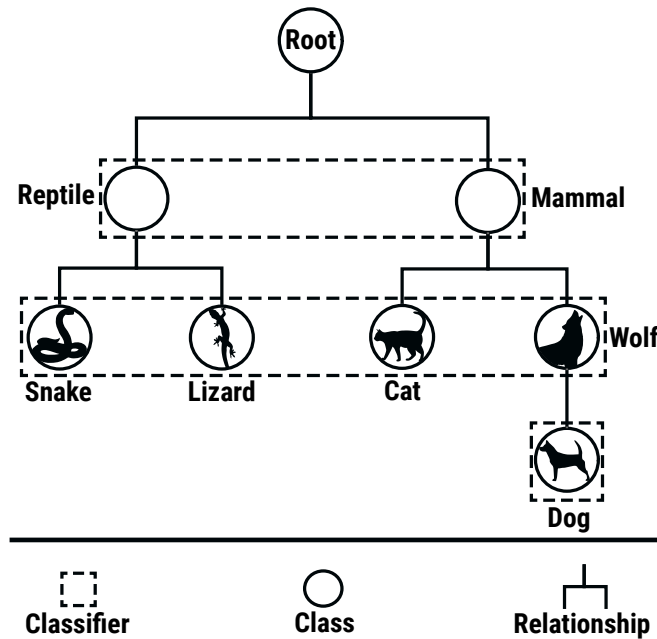 Root
Reptile
Mammal
Wolf
Snake
Lizard
Cat
Dog
Classifier
Class
Relationship